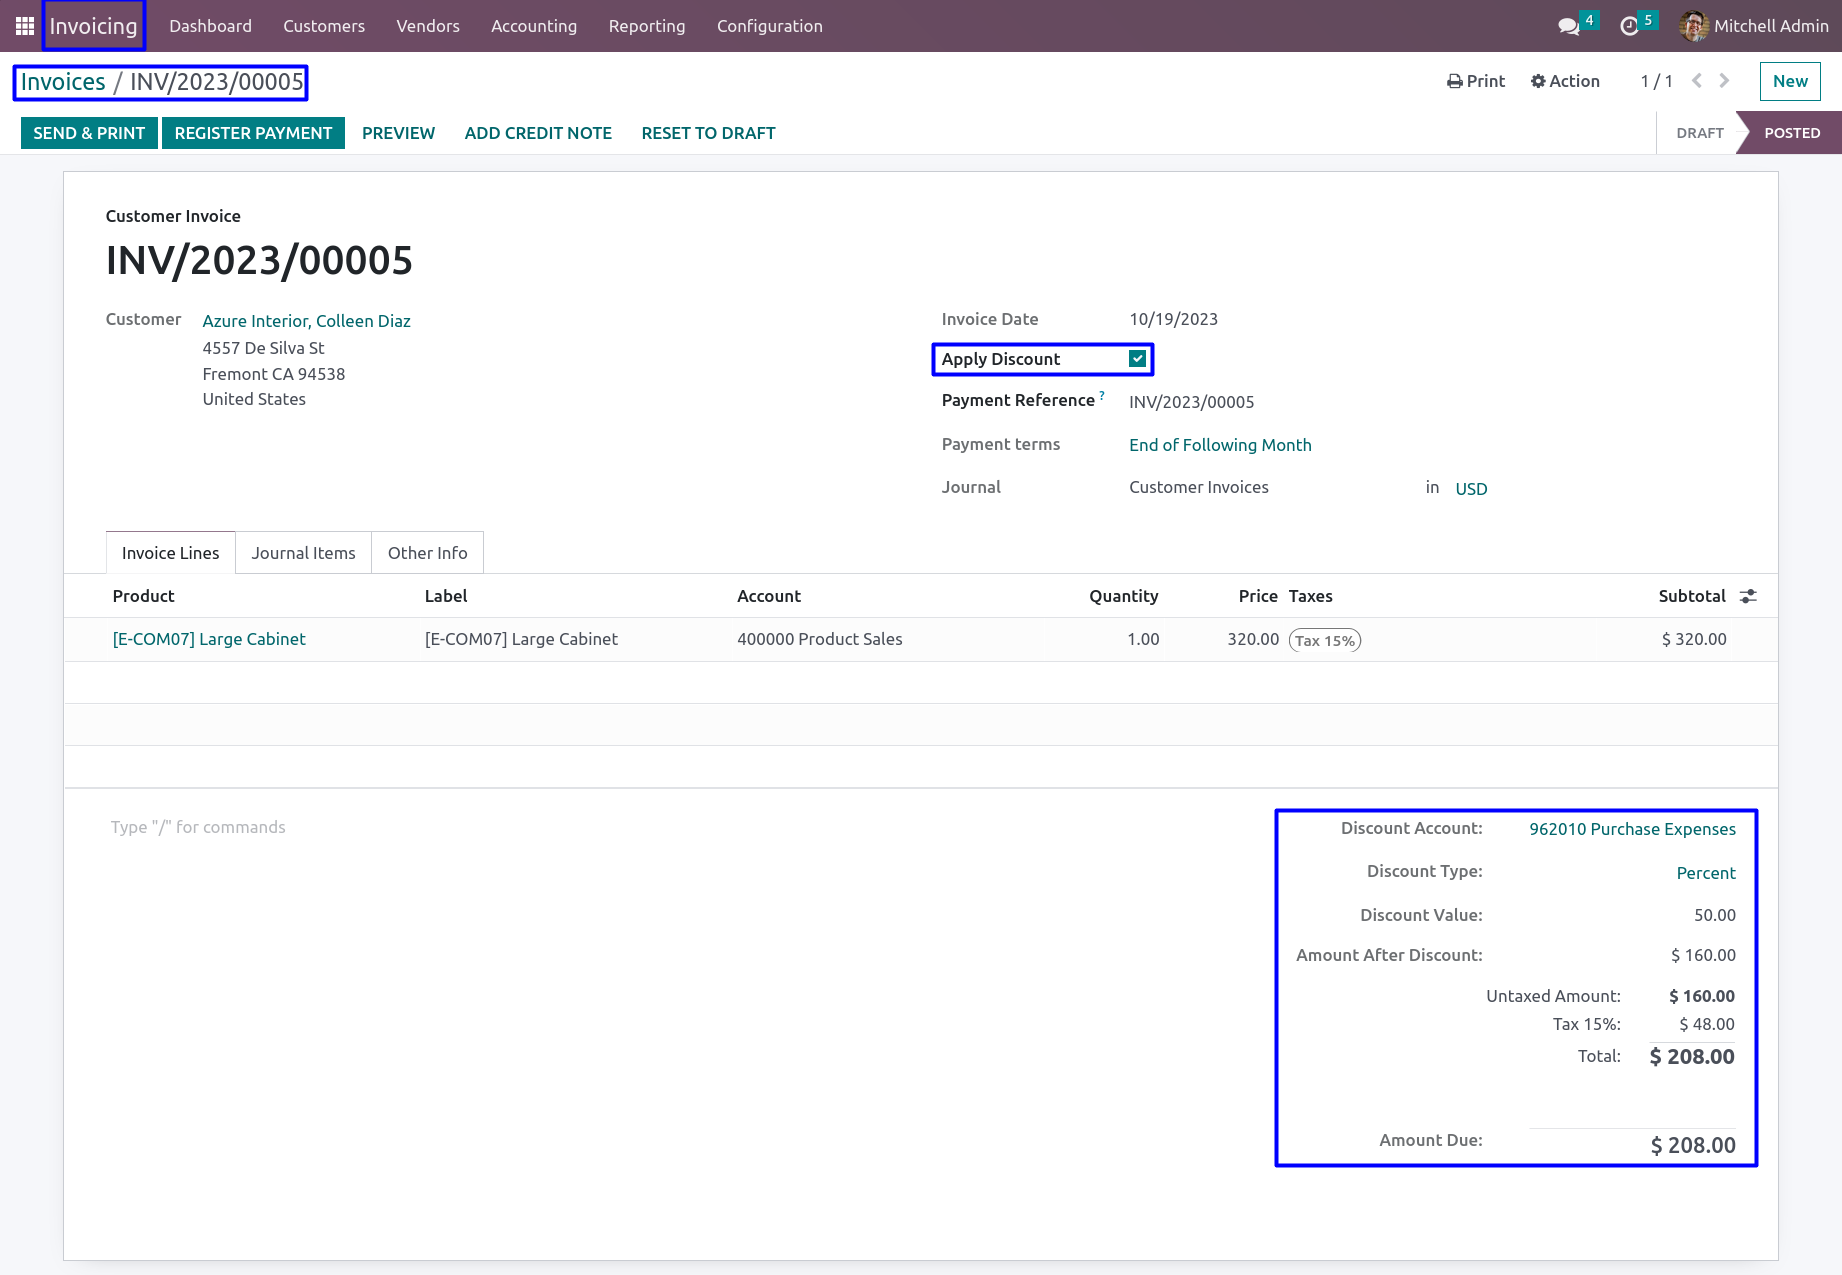 Invoicing Dashboard Customers Vendors Accounting Reporting Configuration 4 5 Mitchell Admin
Invoices / INV/2023/00005 Print Action 1 / 1 New
SEND & PRINT REGISTER PAYMENT PREVIEW ADD CREDIT NOTE RESET TO DRAFT DRAFT POSTED
Customer Invoice
INV/2023/00005
Customer Azure Interior, Colleen Diaz
4557 De Silva St
Fremont CA 94538
United States
Invoice Date 10/19/2023
Apply Discount
Payment Reference ? INV/2023/00005
Payment terms End of Following Month
Journal Customer Invoices in USD
Invoice Lines Journal Items Other Info
Product Label Account Quantity Price Taxes Subtotal
[E-COM07] Large Cabinet [E-COM07] Large Cabinet 400000 Product Sales 1.00 320.00 Tax 15% $ 320.00
Type "/" for commands
Discount Account: 962010 Purchase Expenses
Discount Type: Percent
Discount Value: 50.00
Amount After Discount: $ 160.00
Untaxed Amount: $ 160.00
Tax 15%: $ 48.00
Total: $ 208.00
Amount Due: $ 208.00